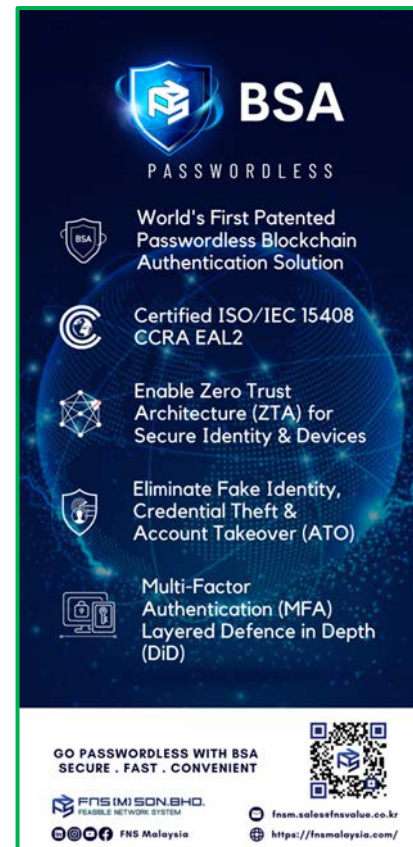 BSA
PASSWORDLESS
BSA
World's First Patented
Passwordless Blockchain
Authentication Solution
Certified ISO/IEC 15408
CCRA EAL2
Enable Zero Trust
Architecture (ZTA) for
Secure Identity & Devices
Eliminate Fake Identity,
Credential Theft &
Account Takeover (ATO)
Multi-Factor
Authentication (MFA)
Layered Defence in Depth
(DiD)
GO PASSWORDLESS WITH BSA
SECURE . FAST . CONVENIENT
FNS (M) SDN.BHD.
FEASIBLE NETWORK SYSTEM
FNS Malaysia
fnsm.sales@fnsvalue.co.kr
https://fnsmalaysia.com/